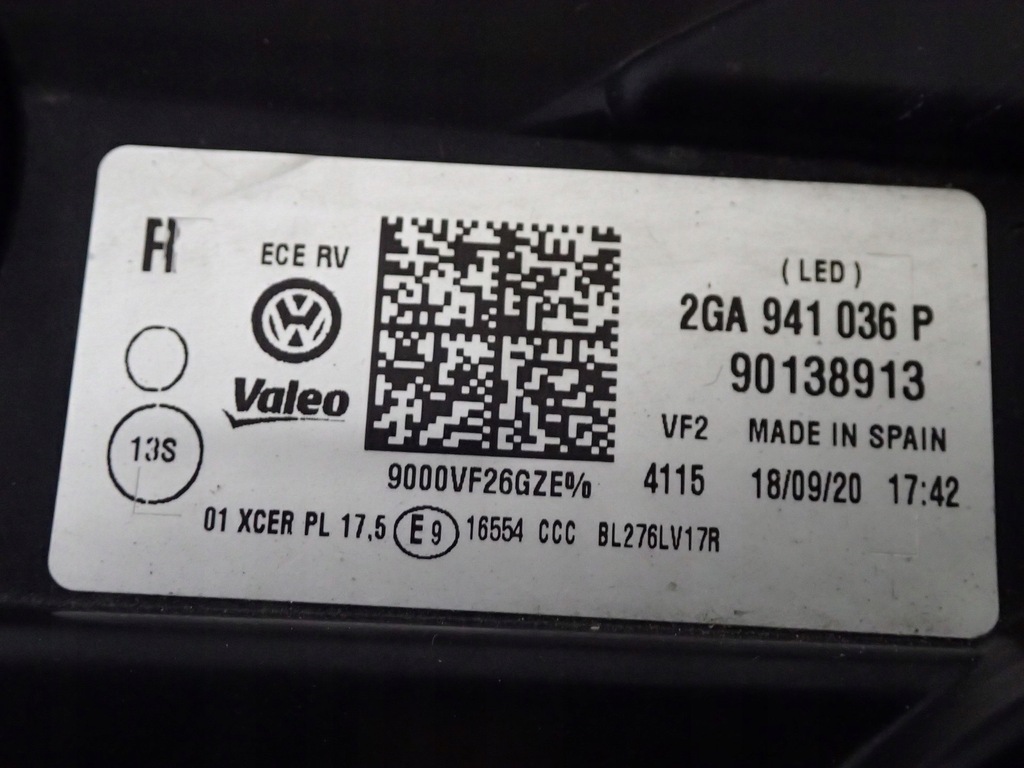 ECE RV
VW
Valeo
13S
9000VF26GZE%
(LED)
2GA 941 036 P
90138913
VF2 MADE IN SPAIN
4115 18/09/20 17:42
01 XCER PL 17,5 E9 16554 CCC BL276LV17R